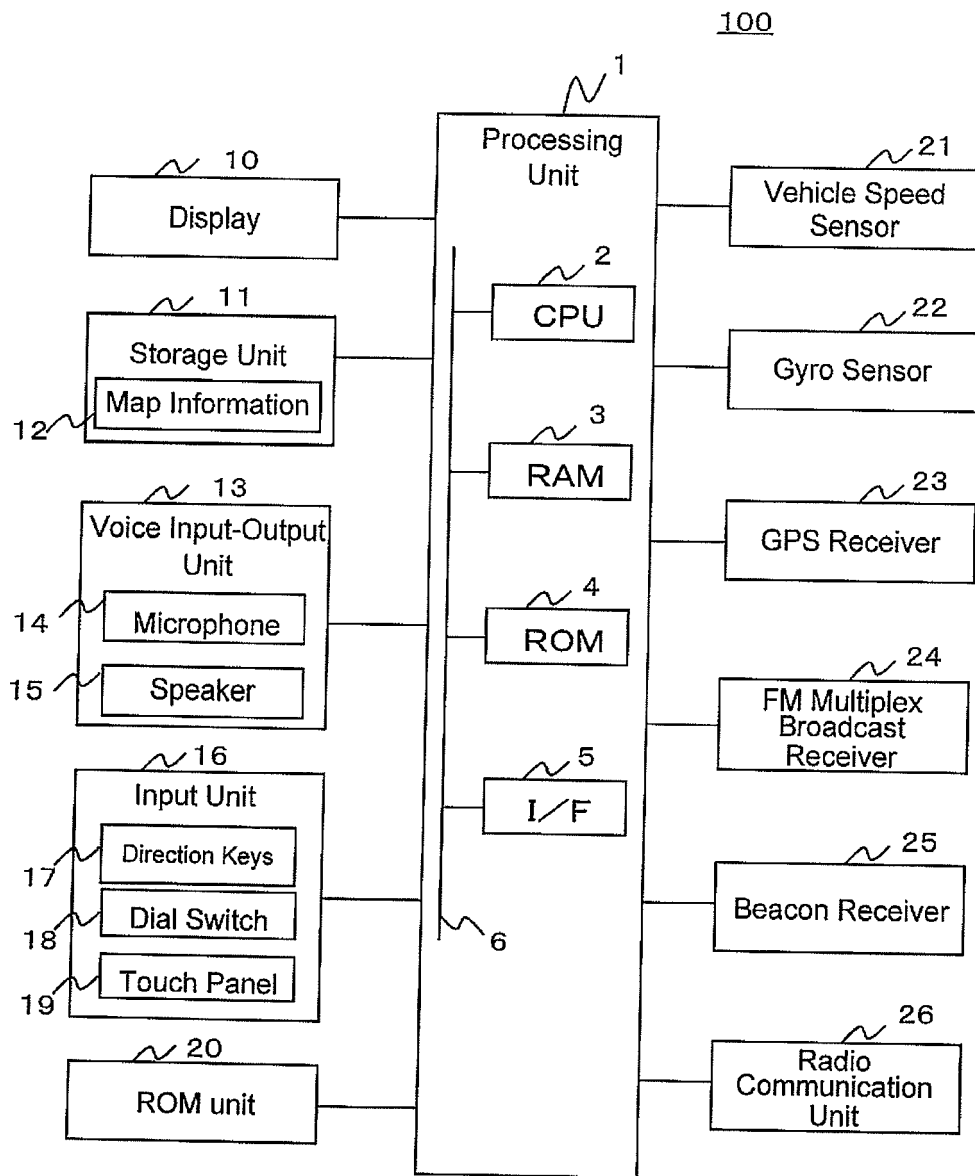 100
1
Processing
Unit
10
Display
11
Storage Unit
Map Information
12
13
Voice Input-Output
Unit
14
Microphone
15
Speaker
16
Input Unit
17
Direction Keys
18
Dial Switch
19
Touch Panel
20
ROM unit
2
CPU
3
RAM
4
ROM
5
I/F
6
21
Vehicle Speed
Sensor
22
Gyro Sensor
23
GPS Receiver
24
FM Multiplex
Broadcast
Receiver
25
Beacon Receiver
26
Radio
Communication
Unit